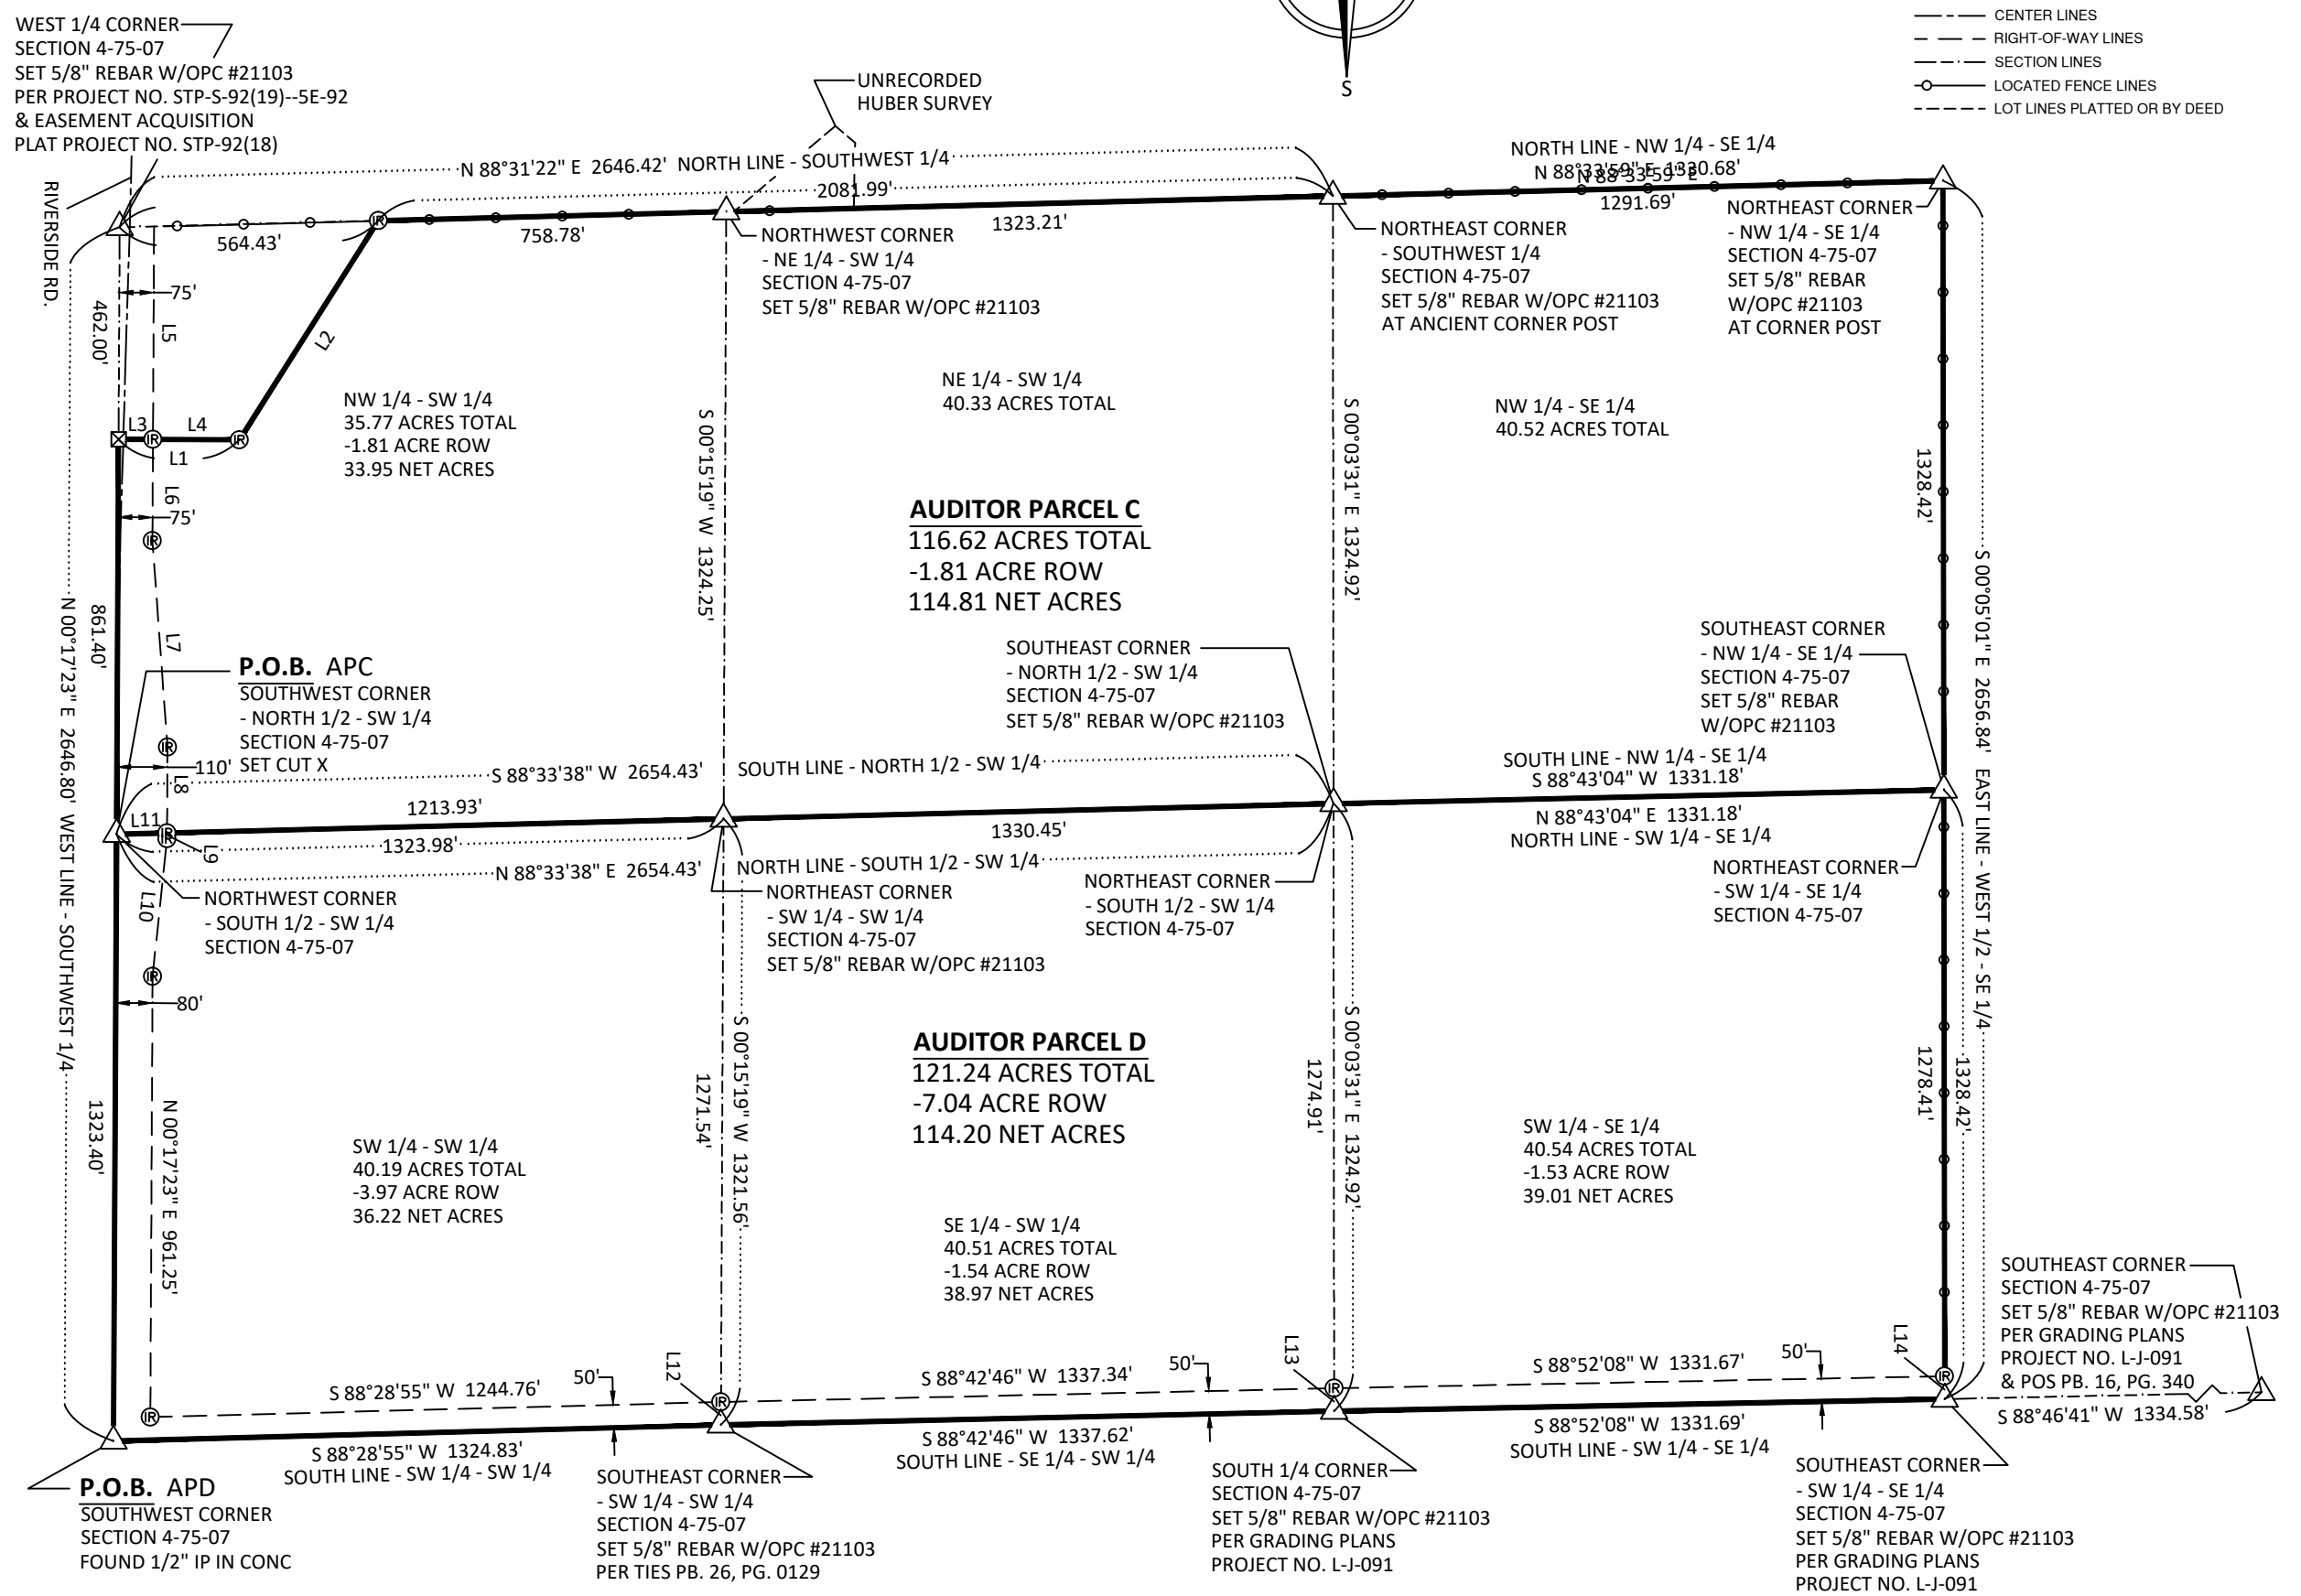 WEST 1/4 CORNER
SECTION 4-75-07
SET 5/8" REBAR W/OPC #21103
PER PROJECT NO. STP-S-92(19)--5E-92
& EASEMENT ACQUISITION
PLAT PROJECT NO. STP-92(18)
UNRECORDED
HUBER SURVEY
S
CENTER LINES
RIGHT-OF-WAY LINES
SECTION LINES
LOCATED FENCE LINES
LOT LINES PLATTED OR BY DEED
RIVERSIDE RD.
N 88°31'22" E 2646.42' NORTH LINE - SOUTHWEST 1/4
2081.99'
NORTH LINE - NW 1/4 - SE 1/4
N 88°33'59" E 1330.68'
N 88°33'59" E
1291.69'
564.43'
758.78'
1323.21'
NORTHWEST CORNER
- NE 1/4 - SW 1/4
SECTION 4-75-07
SET 5/8" REBAR W/OPC #21103
NORTHEAST CORNER
- SOUTHWEST 1/4
SECTION 4-75-07
SET 5/8" REBAR W/OPC #21103
AT ANCIENT CORNER POST
NORTHEAST CORNER
- NW 1/4 - SE 1/4
SECTION 4-75-07
SET 5/8" REBAR
W/OPC #21103
AT CORNER POST
75'
462.00'
L5
L2
IR
NW 1/4 - SW 1/4
35.77 ACRES TOTAL
-1.81 ACRE ROW
33.95 NET ACRES
NE 1/4 - SW 1/4
40.33 ACRES TOTAL
NW 1/4 - SE 1/4
40.52 ACRES TOTAL
S 00°15'19" W 1324.25'
S 00°03'31" E 1324.92'
1328.42'
L3
L4
IR
IR
L1
L6
75'
IR
AUDITOR PARCEL C
116.62 ACRES TOTAL
-1.81 ACRE ROW
114.81 NET ACRES
N 00°17'23" E 2646.80' WEST LINE - SOUTHWEST 1/4
861.40'
L7
S 00°05'01" E 2656.84' EAST LINE - WEST 1/2 - SE 1/4
P.O.B. APC
SOUTHWEST CORNER
- NORTH 1/2 - SW 1/4
SECTION 4-75-07
SET CUT X
SOUTHEAST CORNER
- NORTH 1/2 - SW 1/4
SECTION 4-75-07
SET 5/8" REBAR W/OPC #21103
SOUTHEAST CORNER
- NW 1/4 - SE 1/4
SECTION 4-75-07
SET 5/8" REBAR
W/OPC #21103
IR
110'
L8
S 88°33'38" W 2654.43' SOUTH LINE - NORTH 1/2 - SW 1/4
SOUTH LINE - NW 1/4 - SE 1/4
S 88°43'04" W 1331.18'
L11
IR
L9
1213.93'
1323.98'
1330.45'
N 88°43'04" E 1331.18'
NORTH LINE - SW 1/4 - SE 1/4
N 88°33'38" E 2654.43' NORTH LINE - SOUTH 1/2 - SW 1/4
L10
NORTHWEST CORNER
- SOUTH 1/2 - SW 1/4
SECTION 4-75-07
NORTHEAST CORNER
- SW 1/4 - SW 1/4
SECTION 4-75-07
SET 5/8" REBAR W/OPC #21103
NORTHEAST CORNER
- SOUTH 1/2 - SW 1/4
SECTION 4-75-07
NORTHEAST CORNER
- SW 1/4 - SE 1/4
SECTION 4-75-07
IR
80'
AUDITOR PARCEL D
121.24 ACRES TOTAL
-7.04 ACRE ROW
114.20 NET ACRES
1323.40'
N 00°17'23" E 961.25'
1271.54'
S 00°15'19" W 1321.56'
1274.91'
S 00°03'31" E 1324.92'
1278.41'
1328.42'
SW 1/4 - SW 1/4
40.19 ACRES TOTAL
-3.97 ACRE ROW
36.22 NET ACRES
SE 1/4 - SW 1/4
40.51 ACRES TOTAL
-1.54 ACRE ROW
38.97 NET ACRES
SW 1/4 - SE 1/4
40.54 ACRES TOTAL
-1.53 ACRE ROW
39.01 NET ACRES
SOUTHEAST CORNER
SECTION 4-75-07
SET 5/8" REBAR W/OPC #21103
PER GRADING PLANS
PROJECT NO. L-J-091
& POS PB. 16, PG. 340
S 88°46'41" W 1334.58'
IR
S 88°28'55" W 1244.76'
50'
L12
IR
S 88°42'46" W 1337.34'
50'
L13
IR
S 88°52'08" W 1331.67'
50'
L14
IR
S 88°28'55" W 1324.83'
SOUTH LINE - SW 1/4 - SW 1/4
S 88°42'46" W 1337.62'
SOUTH LINE - SE 1/4 - SW 1/4
S 88°52'08" W 1331.69'
SOUTH LINE - SW 1/4 - SE 1/4
P.O.B. APD
SOUTHWEST CORNER
SECTION 4-75-07
FOUND 1/2" IP IN CONC
SOUTHEAST CORNER
- SW 1/4 - SW 1/4
SECTION 4-75-07
SET 5/8" REBAR W/OPC #21103
PER TIES PB. 26, PG. 0129
SOUTH 1/4 CORNER
SECTION 4-75-07
SET 5/8" REBAR W/OPC #21103
PER GRADING PLANS
PROJECT NO. L-J-091
SOUTHEAST CORNER
- SW 1/4 - SE 1/4
SECTION 4-75-07
SET 5/8" REBAR W/OPC #21103
PER GRADING PLANS
PROJECT NO. L-J-091